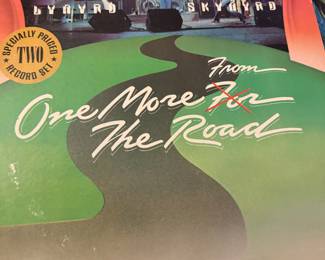 LYNYRD SKYNYRD
SPECIALLY PRICED
TWO
RECORD SET
From
One More For
The Road